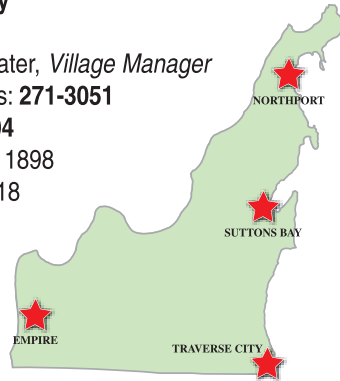 y
ater, Village Manager
s: 271-3051
04
1898
18
NORTHPORT
SUTTONS BAY
EMPIRE
TRAVERSE CITY